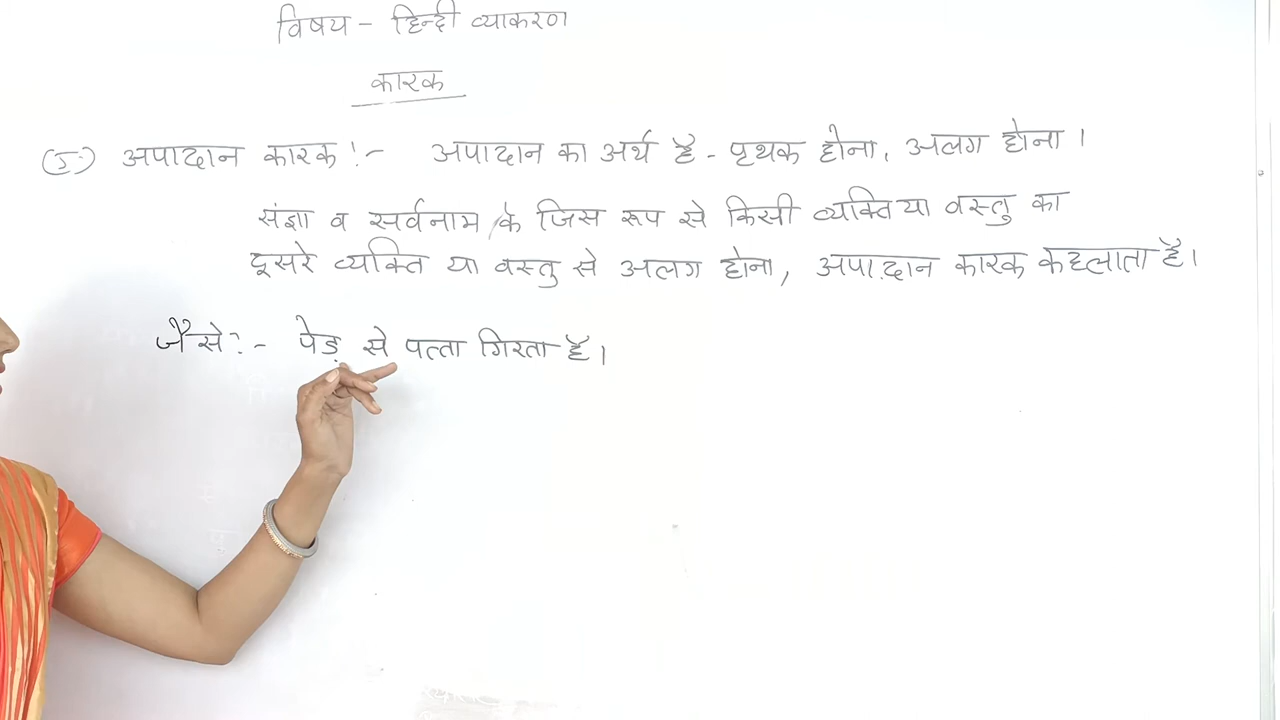 विषय - हिन्दी व्याकरण
कारक
(5.) अपादान कारक :- अपादान का अर्थ है - पृथक होना, अलग होना ।
संज्ञा व सर्वनाम के जिस रूप से किसी व्यक्ति या वस्तु का
दूसरे व्यक्ति या वस्तु से अलग होना, अपादान कारक कहलाता है ।
जैसे :- पेड़ से पत्ता गिरता है ।